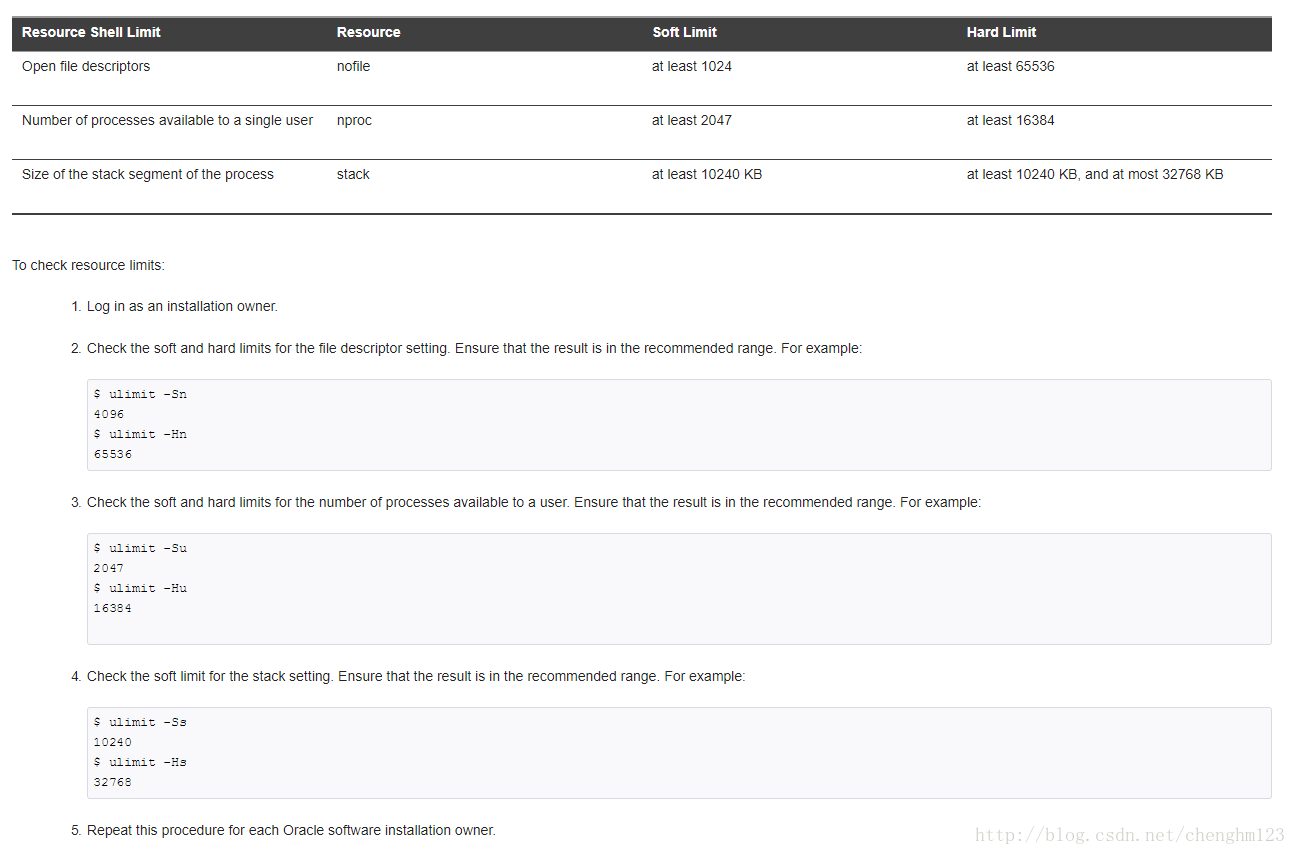 Resource Shell Limit Resource Soft Limit Hard Limit
Open file descriptors nofile at least 1024 at least 65536
Number of processes available to a single user nproc at least 2047 at least 16384
Size of the stack segment of the process stack at least 10240 KB at least 10240 KB, and at most 32768 KB
To check resource limits:
1. Log in as an installation owner.
2. Check the soft and hard limits for the file descriptor setting. Ensure that the result is in the recommended range. For example:
$ ulimit -Sn
4096
$ ulimit -Hn
65536
3. Check the soft and hard limits for the number of processes available to a user. Ensure that the result is in the recommended range. For example:
$ ulimit -Su
2047
$ ulimit -Hu
16384
4. Check the soft limit for the stack setting. Ensure that the result is in the recommended range. For example:
$ ulimit -Ss
10240
$ ulimit -Hs
32768
5. Repeat this procedure for each Oracle software installation owner.
http://blog.csdn.net/chenghm123